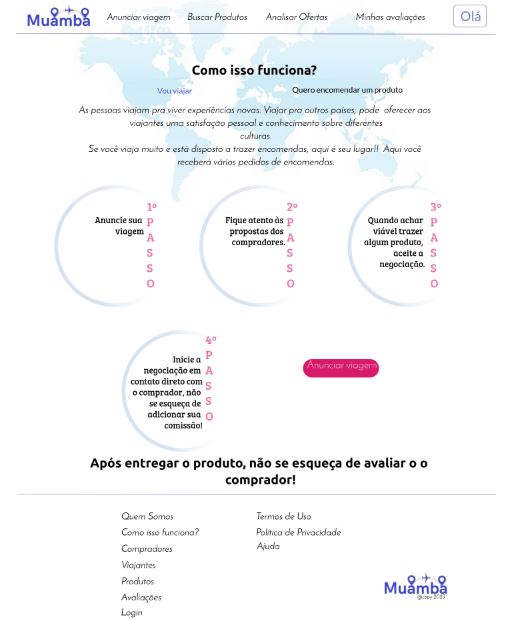 Muamba
Anunciar viagem Buscar Produtos Analisar Ofertas Minhas avaliações Olá
Como isso funciona?
Vou viajar
Quero encomendar um produto
As pessoas viajam pra viver experiências novas. Viajar pra outros países, pode oferecer aos
viajantes uma satisfação pessoal e conhecimento sobre diferentes
culturas.
Se você viaja muito e está disposto a trazer encomendas, aqui é seu lugar!! Aqui você
receberá vários pedidos de encomendas.
1º
PASSO
Anuncie sua
viagem
2º
PASSO
Fique atento às
propostas dos
compradores.
3º
PASSO
Quando achar
viável trazer
algum produto,
aceite a
negociação.
4º
PASSO
Inicie a
negociação em
contato direto com
o comprador, não
se esqueça de
adicionar sua
comissão!
Anunciar viagem
Após entregar o produto, não se esqueça de avaliar o o
comprador!
Quem Somos
Como isso funciona?
Compradores
Viajantes
Produtos
Avaliações
Login
Termos de Uso
Política de Privacidade
Ajuda
Muamba
@copy 2023